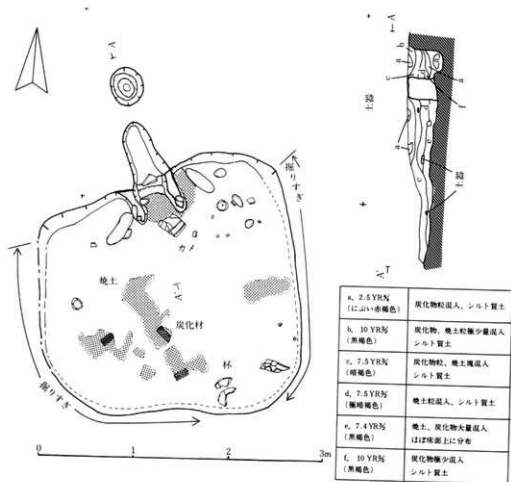 A
A
b
a
c
a
f
土器
a
土器
掘りすぎ
カメ
焼土
A'
炭化材
杯
掘りすぎ
A'
0 1 2 3m
a. 2.5YR (にぶい赤褐色) 炭化物粒混入、シルト質土
b. 10YR (黒褐色) 炭化物、焼土粒極少量混入
シルト質土
c. 7.5YR (暗褐色) 炭化物粒、焼土塊混入
シルト質土
d. 7.5YR (極暗褐色) 焼土粒混入、シルト質土
e. 7.4YR (黒褐色) 焼土、炭化物大量混入
ほぼ床面上に分布
f. 10YR (黒褐色) 炭化物極少混入
シルト質土